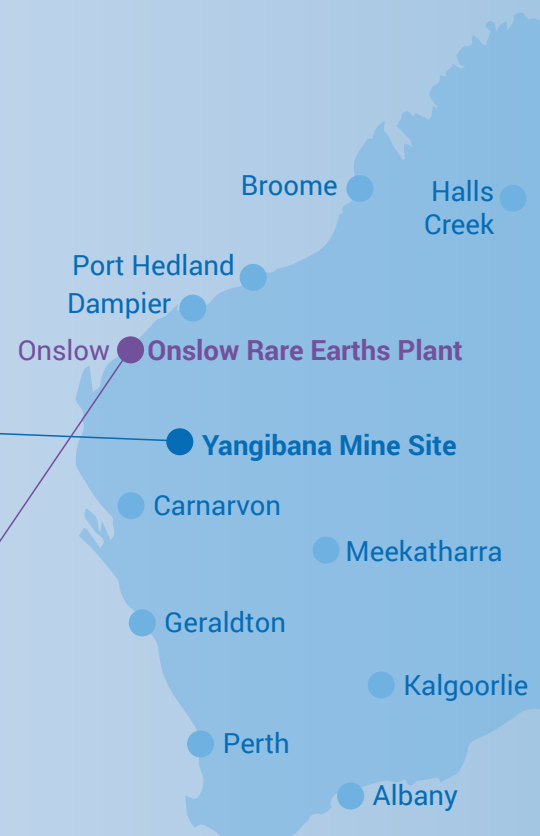 Broome
Halls
Creek
Port Hedland
Dampier
Onslow Onslow Rare Earths Plant
Yangibana Mine Site
Carnarvon
Meekatharra
Geraldton
Kalgoorlie
Perth
Albany